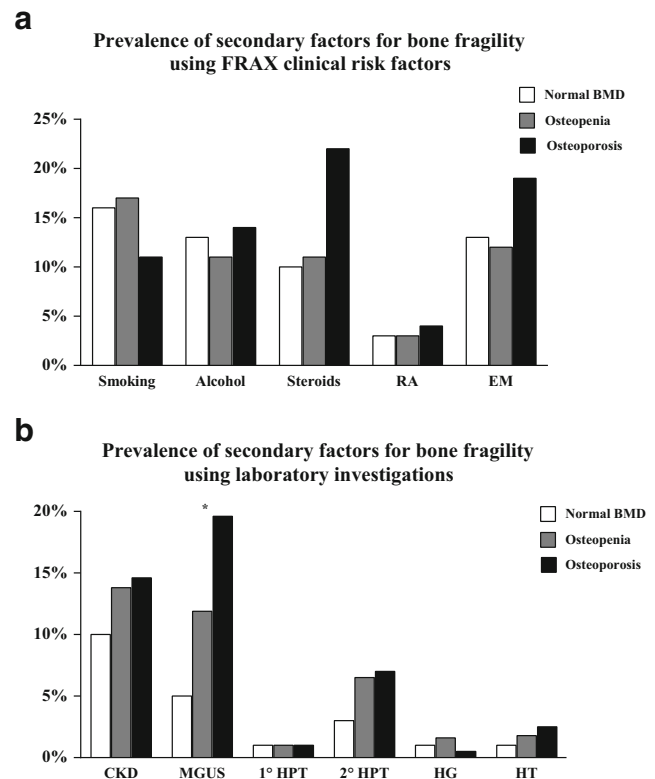 a
Prevalence of secondary factors for bone fragility
using FRAX clinical risk factors
Normal BMD
Osteopenia
Osteoporosis
25%
20%
15%
10%
5%
0%
Smoking Alcohol Steroids RA EM
b
Prevalence of secondary factors for bone fragility
using laboratory investigations
Normal BMD
Osteopenia
Osteoporosis
20%
*
15%
10%
5%
0%
CKD MGUS 1° HPT 2° HPT HG HT